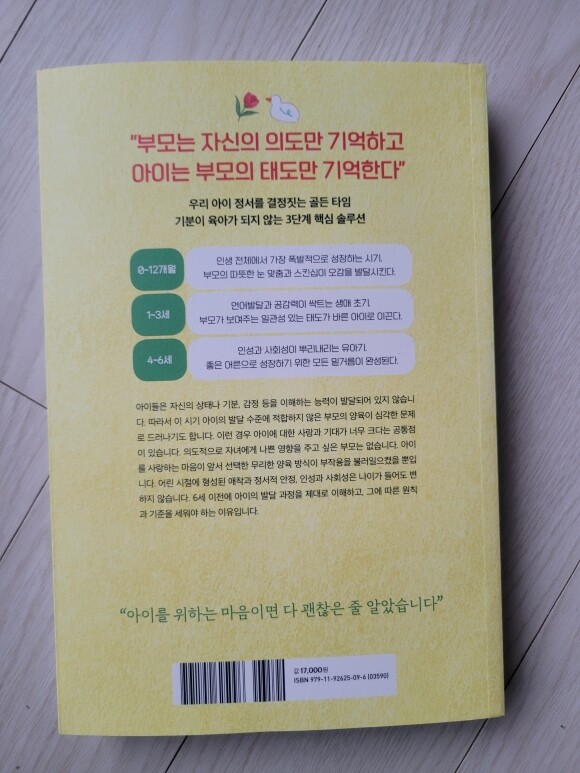 "부모는 자신의 의도만 기억하고
아이는 부모의 태도만 기억한다"
우리 아이 정서를 결정짓는 골든 타임
기분이 육아가 되지 않는 3단계 핵심 솔루션
0-12개월
인생 전체에서 가장 폭발적으로 성장하는 시기.
부모의 따뜻한 눈 맞춤과 스킨십이 오감을 발달시킨다.
1-3세
언어발달과 공감력이 싹트는 생애 초기.
부모가 보여주는 일관성 있는 태도가 바른 아이로 이끈다.
4-6세
인성과 사회성이 뿌리내리는 유아기.
좋은 어른으로 성장하기 위한 모든 밑거름이 완성된다.
아이들은 자신의 상태나 기분, 감정 등을 이해하는 능력이 발달되어 있지 않습니
다. 따라서 이 시기 아이의 발달 수준에 적합하지 않은 부모의 양육이 심각한 문제
로 드러나기도 합니다. 이런 경우 아이에 대한 사랑과 기대가 너무 크다는 공통점
이 있습니다. 의도적으로 자녀에게 나쁜 영향을 주고 싶은 부모는 없습니다. 아이
를 사랑하는 마음이 앞서 선택한 무리한 양육 방식이 부작용을 불러일으켰을 뿐입
니다. 어린 시절에 형성된 애착과 정서적 안정, 인성과 사회성은 나이가 들어도 변
하지 않습니다. 6세 이전에 아이의 발달 과정을 제대로 이해하고, 그에 따른 원칙
과 기준을 세워야 하는 이유입니다.
"아이를 위하는 마음이면 다 괜찮은 줄 알았습니다"
값 17,000원
ISBN 979-11-92625-09-6 (03590)